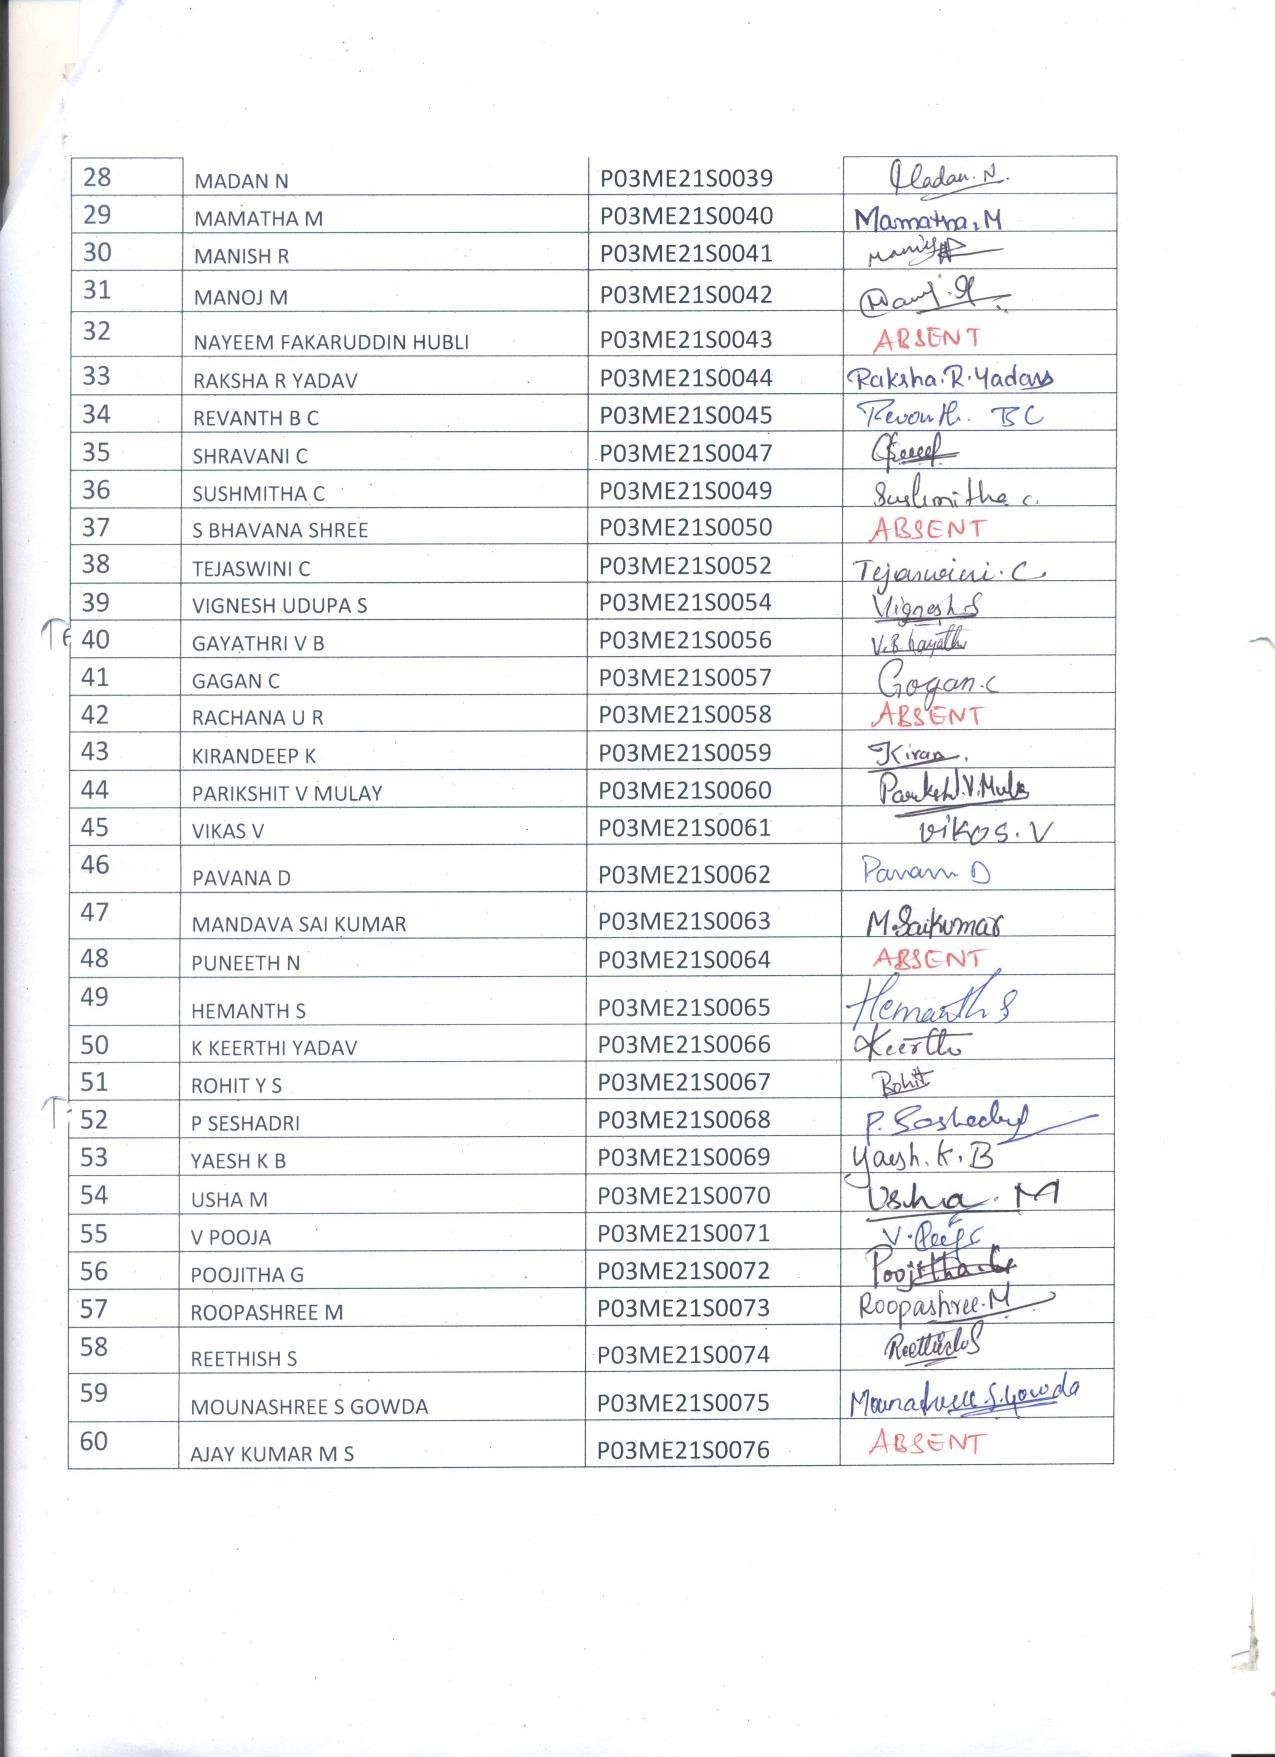 28 MADAN N P03ME21S0039 Madan. N.
29 MAMATHA M P03ME21S0040 Mamatha, M
30 MANISH R P03ME21S0041
31 MANOJ M P03ME21S0042
32 NAYEEM FAKARUDDIN HUBLI P03ME21S0043 ABSENT
33 RAKSHA R YADAV P03ME21S0044 Raksha. R. Yadav
34 REVANTH B C P03ME21S0045 Revanth. B C
35 SHRAVANI C P03ME21S0047
36 SUSHMITHA C P03ME21S0049 Sushmitha C.
37 S BHAVANA SHREE P03ME21S0050 ABSENT
38 TEJASWINI C P03ME21S0052 Tejaswini. C
39 VIGNESH UDUPA S P03ME21S0054 Vignesh S
40 GAYATHRI V B P03ME21S0056 V.B.
41 GAGAN C P03ME21S0057 Gagan. C
42 RACHANA U R P03ME21S0058 ABSENT
43 KIRANDEEP K P03ME21S0059 Kiran.
44 PARIKSHIT V MULAY P03ME21S0060
45 VIKAS V P03ME21S0061 Vikas. V
46 PAVANA D P03ME21S0062 Pavana D
47 MANDAVA SAI KUMAR P03ME21S0063 M. Saikumar
48 PUNEETH N P03ME21S0064 ABSENT
49 HEMANTH S P03ME21S0065 Hemanth S
50 K KEERTHI YADAV P03ME21S0066 Keerthi
51 ROHIT Y S P03ME21S0067 Rohit
52 P SESHADRI P03ME21S0068 P.
53 YAESH K B P03ME21S0069 Yaesh. K. B
54 USHA M P03ME21S0070 Usha. M
55 V POOJA P03ME21S0071 V.
56 POOJITHA G P03ME21S0072 Poojitha. G
57 ROOPASHREE M P03ME21S0073 Roopashree. M
58 REETHISH S P03ME21S0074
59 MOUNASHREE S GOWDA P03ME21S0075 Mounashree S. Gowda
60 AJAY KUMAR M S P03ME21S0076 ABSENT